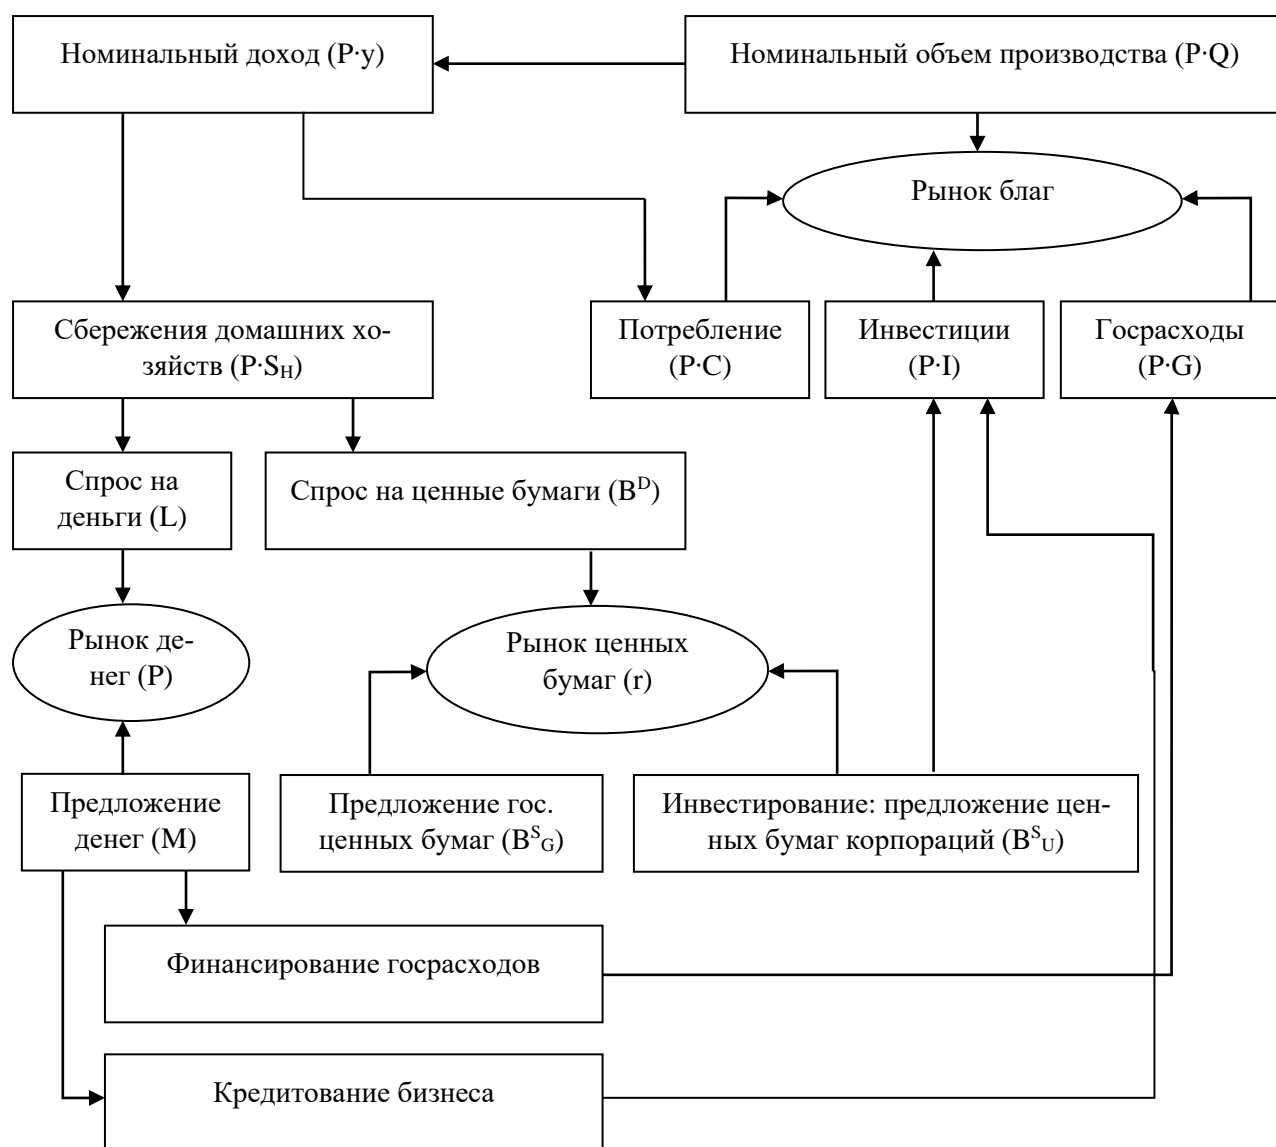 Номинальный доход (P·y)
Номинальный объем производства (P·Q)
Рынок благ
Сбережения домашних хо-
зяйств (P·S_H)
Потребление
(P·C)
Инвестиции
(P·I)
Госрасходы
(P·G)
Спрос на
деньги (L)
Спрос на ценные бумаги (B^D)
Рынок де-
нег (P)
Рынок ценных
бумаг (r)
Предложение
денег (M)
Предложение гос.
ценных бумаг (B^S_G)
Инвестирование: предложение цен-
ных бумаг корпораций (B^S_U)
Финансирование госрасходов
Кредитование бизнеса